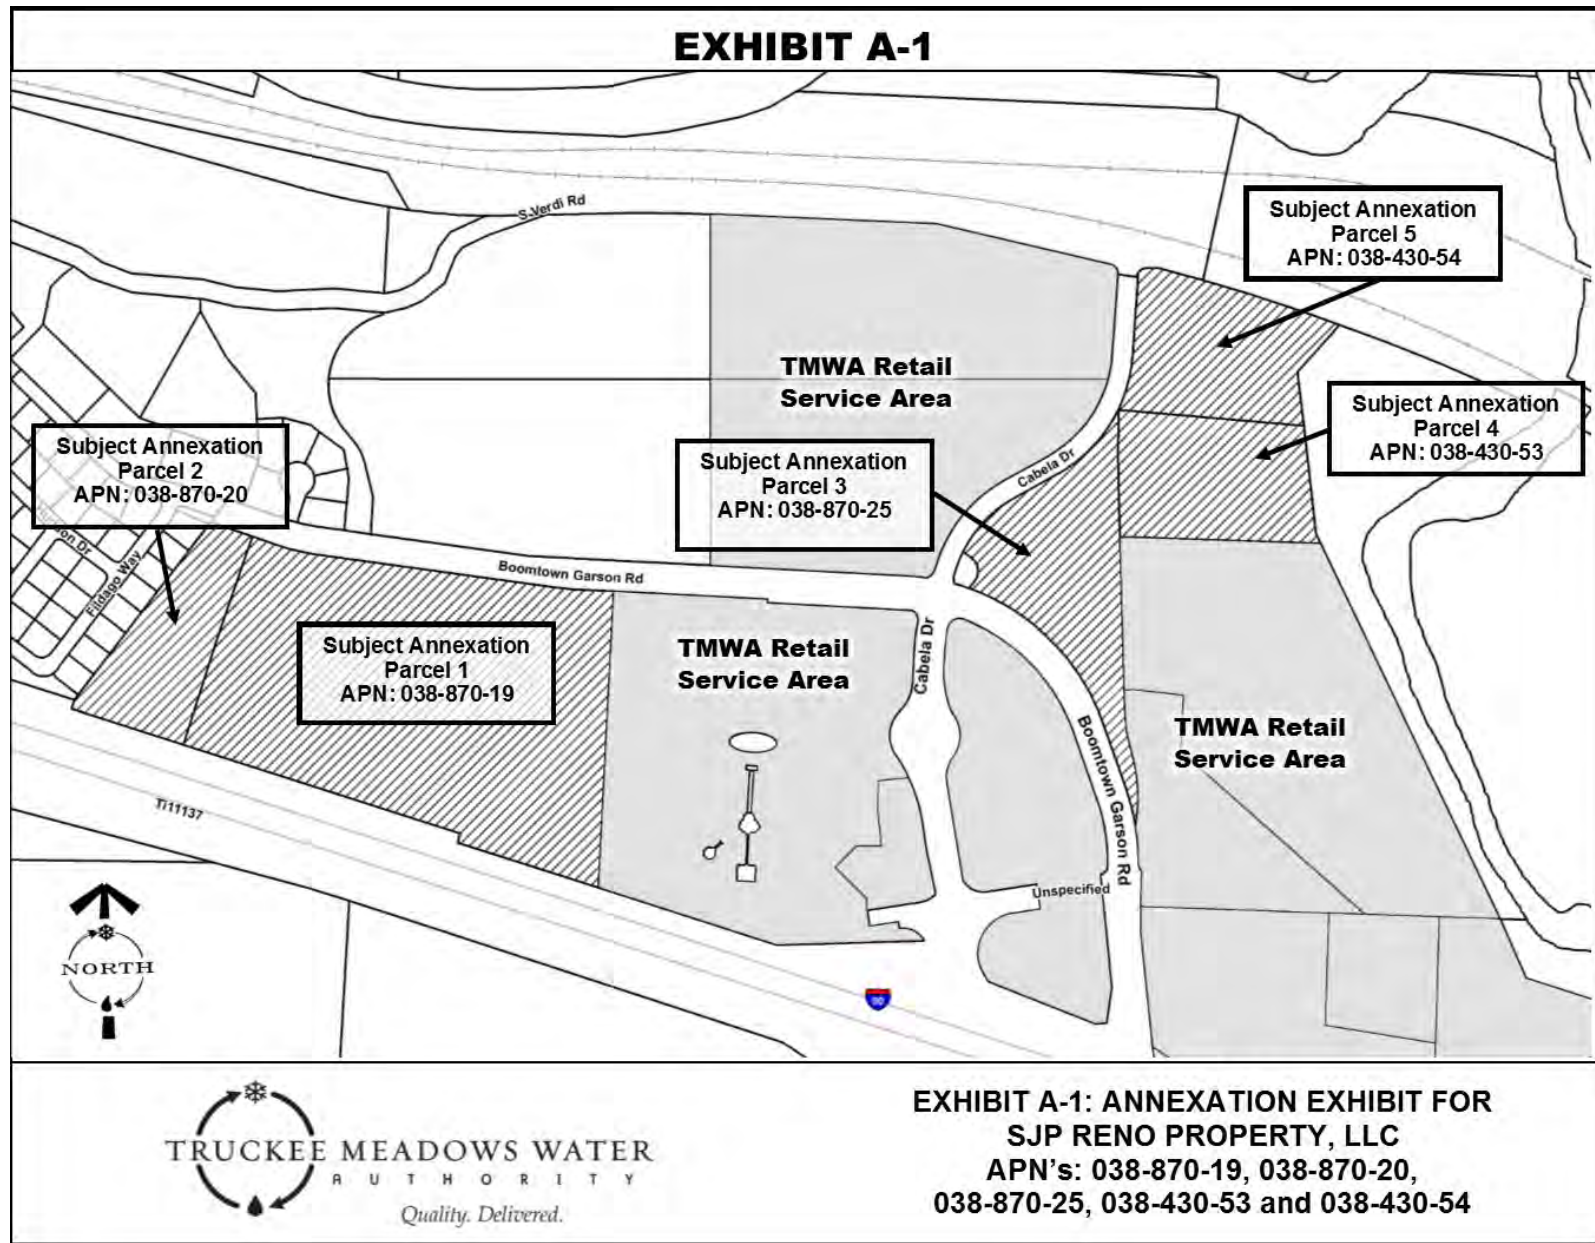 EXHIBIT A-1
S Verdi Rd
Subject Annexation
Parcel 5
APN: 038-430-54
TMWA Retail
Service Area
Subject Annexation
Parcel 4
APN: 038-430-53
Subject Annexation
Parcel 2
APN: 038-870-20
Subject Annexation
Parcel 3
APN: 038-870-25
Cabela Dr
Dr
Fildago Way
Boomtown Garson Rd
Subject Annexation
Parcel 1
APN: 038-870-19
TMWA Retail
Service Area
Cabela Dr
Boomtown Garson Rd
TMWA Retail
Service Area
Ti11137
Unspecified
NORTH
80
TRUCKEE MEADOWS WATER
AUTHORITY
Quality. Delivered.
EXHIBIT A-1: ANNEXATION EXHIBIT FOR
SJP RENO PROPERTY, LLC
APN's: 038-870-19, 038-870-20,
038-870-25, 038-430-53 and 038-430-54